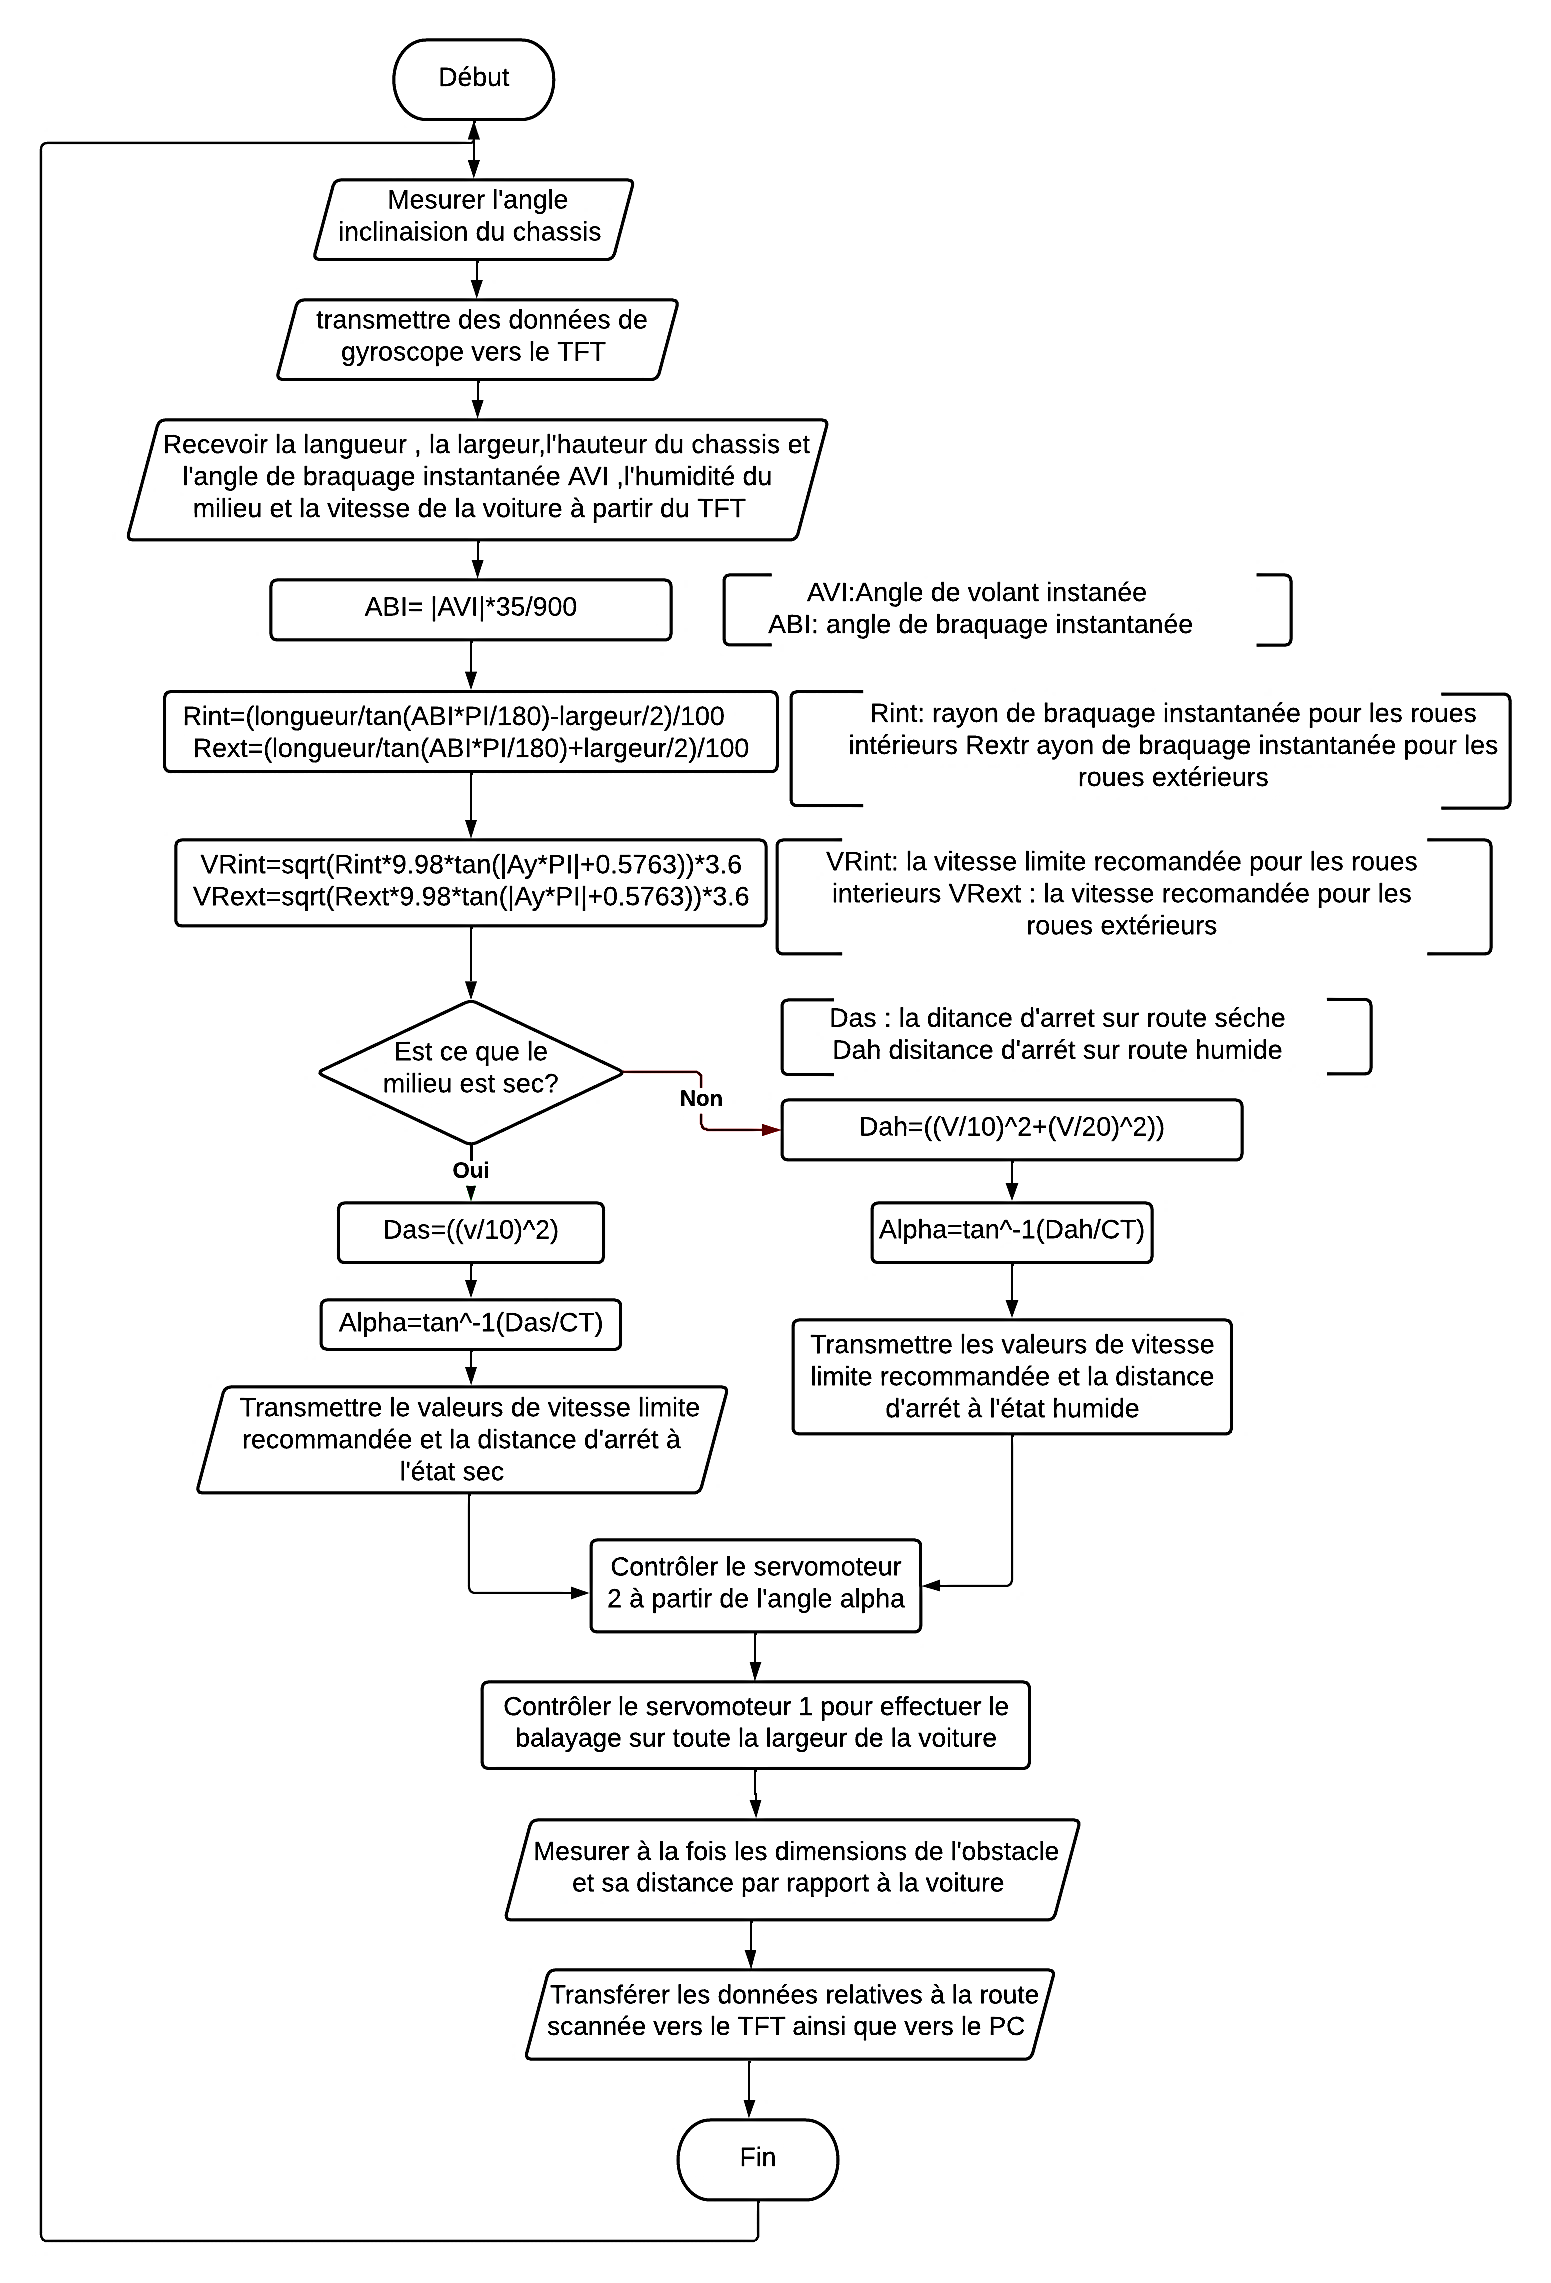 Début
Mesurer l'angle
inclinaision du chassis
transmettre des données de
gyroscope vers le TFT
Recevoir la langueur , la largeur,l'hauteur du chassis et
l'angle de braquage instantanée AVI ,l'humidité du
milieu et la vitesse de la voiture à partir du TFT
ABI= |AVI|*35/900
AVI:Angle de volant instanée
ABI: angle de braquage instantanée
Rint=(longueur/tan(ABI*PI/180)-largeur/2)/100
Rext=(longueur/tan(ABI*PI/180)+largeur/2)/100
Rint: rayon de braquage instantanée pour les roues
intérieurs Rextr ayon de braquage instantanée pour les
roues extérieurs
VRint=sqrt(Rint*9.98*tan(|Ay*PI|+0.5763))*3.6
VRext=sqrt(Rext*9.98*tan(|Ay*PI|+0.5763))*3.6
VRint: la vitesse limite recomandée pour les roues
interieurs VRext : la vitesse recomandée pour les
roues extérieurs
Est ce que le
milieu est sec?
Das : la ditance d'arret sur route séche
Dah disitance d'arrét sur route humide
Non
Dah=((V/10)^2+(V/20)^2))
Oui
Das=((v/10)^2)
Alpha=tan^-1(Dah/CT)
Alpha=tan^-1(Das/CT)
Transmettre les valeurs de vitesse
limite recommandée et la distance
d'arrét à l'état humide
Transmettre le valeurs de vitesse limite
recommandée et la distance d'arrét à
l'état sec
Contrôler le servomoteur
2 à partir de l'angle alpha
Contrôler le servomoteur 1 pour effectuer le
balayage sur toute la largeur de la voiture
Mesurer à la fois les dimensions de l'obstacle
et sa distance par rapport à la voiture
Transférer les données relatives à la route
scannée vers le TFT ainsi que vers le PC
Fin